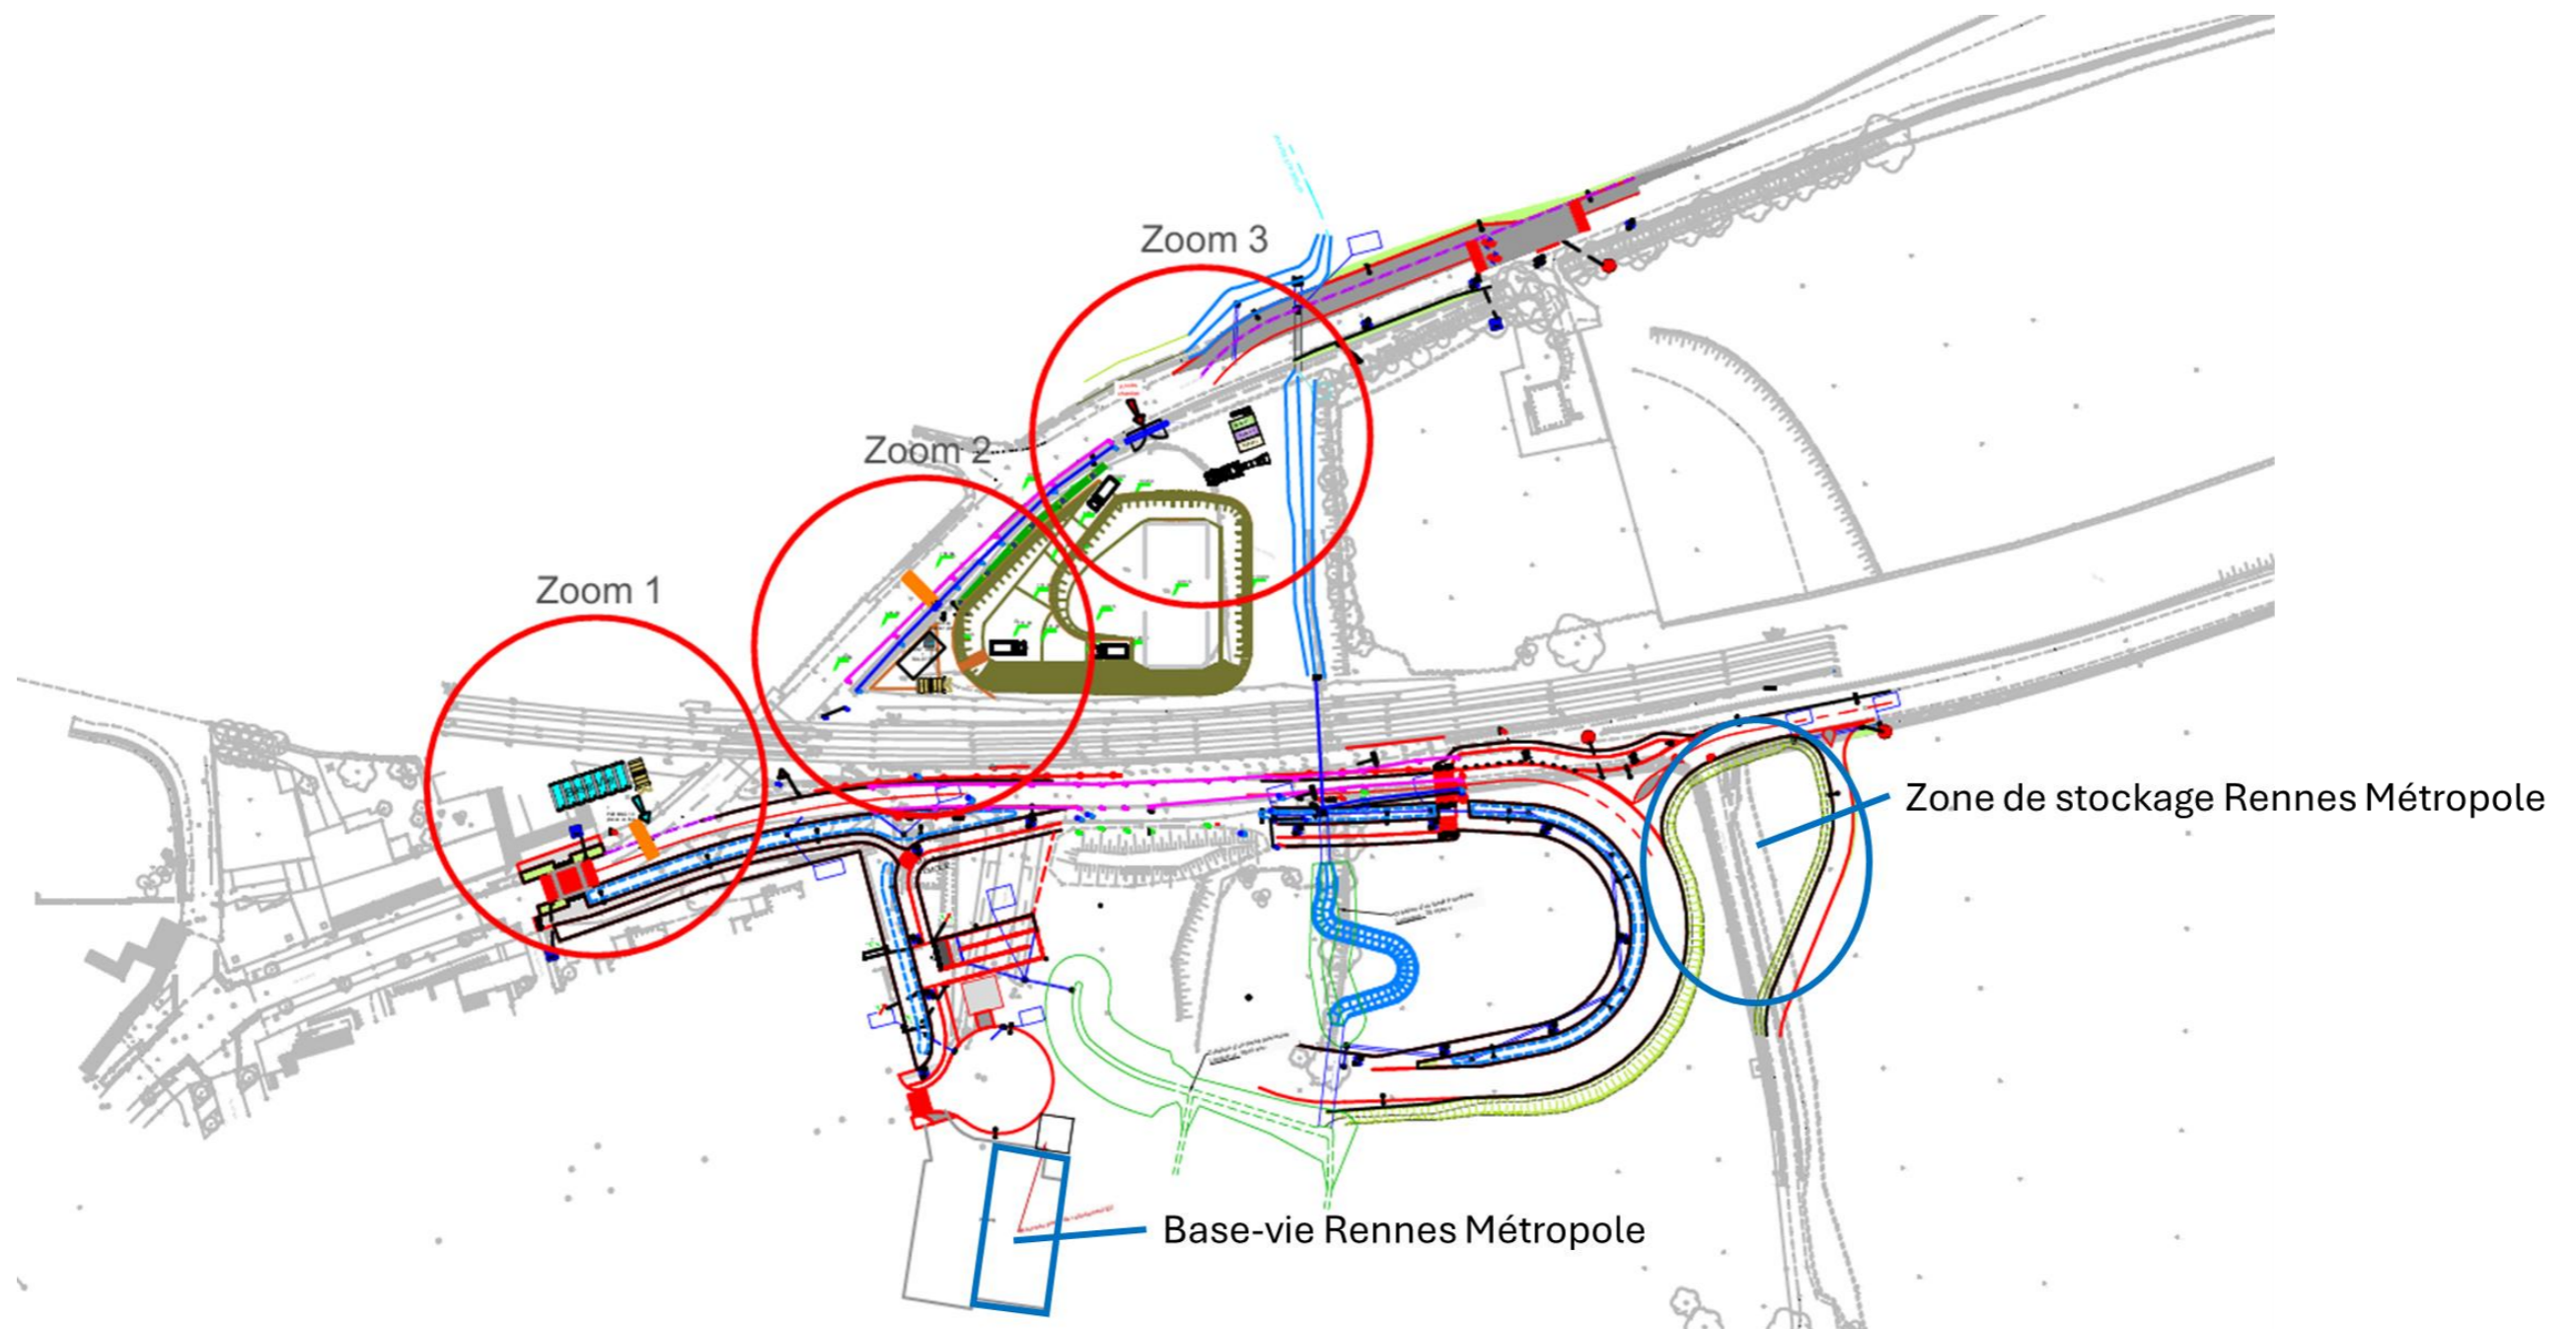 Zoom 3
Zoom 2
Zoom 1
Zone de stockage Rennes Métropole
Base-vie Rennes Métropole